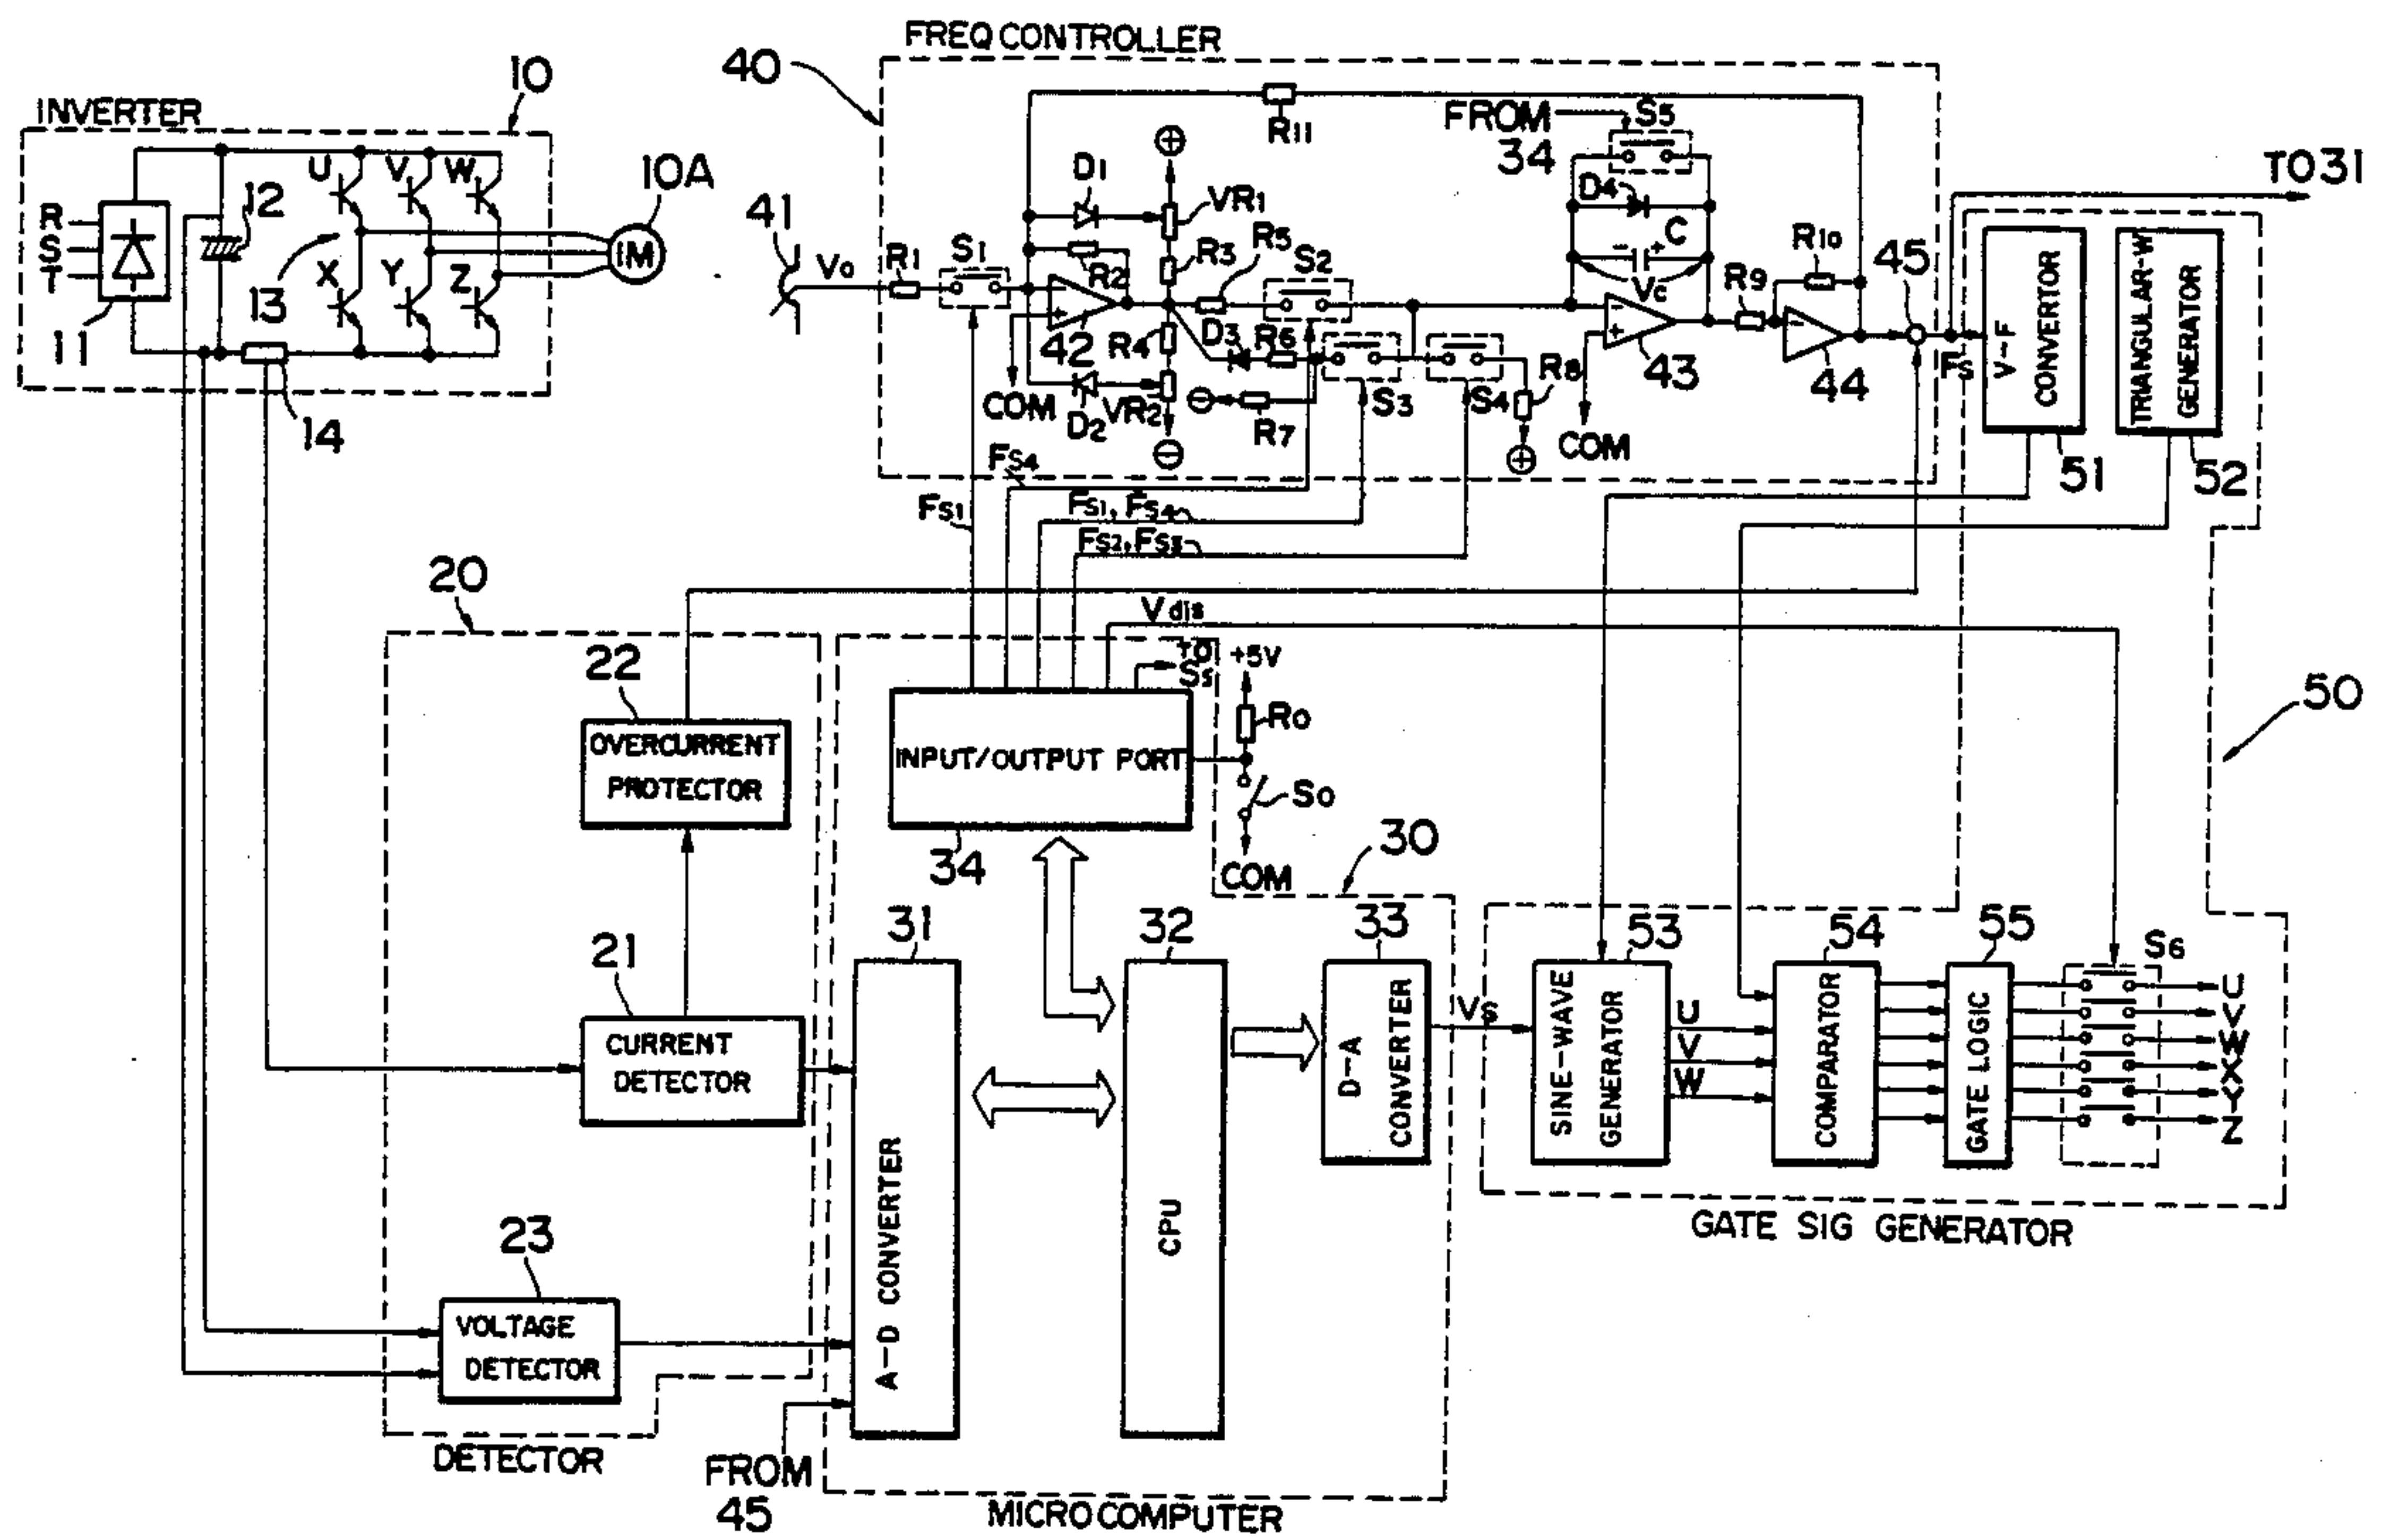 FREQ CONTROLLER
40
INVERTER
10
R
S
T
U
V
W
X
Y
Z
11
12
13
14
10A
IM
41
Va
R1
S1
D1
R2
42
COM
D2
⊕
VR1
R3
R4
VR2
⊖
R11
R5
S2
D3
R6
⊖
R7
S3
S4
R8
⊕
FROM
34
S5
D4
C
−
+
Vc
−
+
43
COM
R9
R10
44
45
FS
TO31
V-F
CONVERTOR
51
TRIANGULAR-W
GENERATOR
52
FS1
FS4
FS1, FS4
FS2, FS3
Vdis
20
22
OVERCURRENT
PROTECTOR
21
CURRENT
DETECTOR
23
VOLTAGE
DETECTOR
DETECTOR
TO
S5
+5V
R0
S0
COM
INPUT/OUTPUT PORT
34
30
31
A-D CONVERTER
32
CPU
33
D-A
CONVERTER
FROM
45
MICROCOMPUTER
VS
50
53
SINE-WAVE
GENERATOR
U
V
W
54
COMPARATOR
55
GATE LOGIC
S6
U
V
W
X
Y
Z
GATE SIG GENERATOR